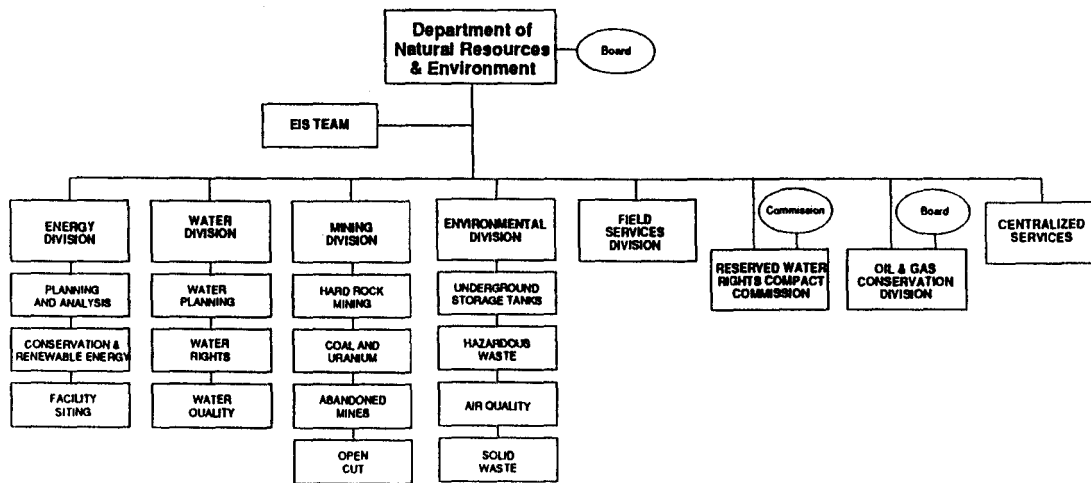 Department of
Natural Resources
& Environment
Board
EIS TEAM
ENERGY
DIVISION
PLANNING
AND ANALYSIS
CONSERVATION &
RENEWABLE ENERGY
FACILITY
SITING
WATER
DIVISION
WATER
PLANNING
WATER
RIGHTS
WATER
QUALITY
MINING
DIVISION
HARD ROCK
MINING
COAL AND
URANIUM
ABANDONED
MINES
OPEN
CUT
ENVIRONMENTAL
DIVISION
UNDERGROUND
STORAGE TANKS
HAZARDOUS
WASTE
AIR QUALITY
SOLID
WASTE
FIELD
SERVICES
DIVISION
Commission
RESERVED WATER
RIGHTS COMPACT
COMMISSION
Board
OIL & GAS
CONSERVATION
DIVISION
CENTRALIZED
SERVICES